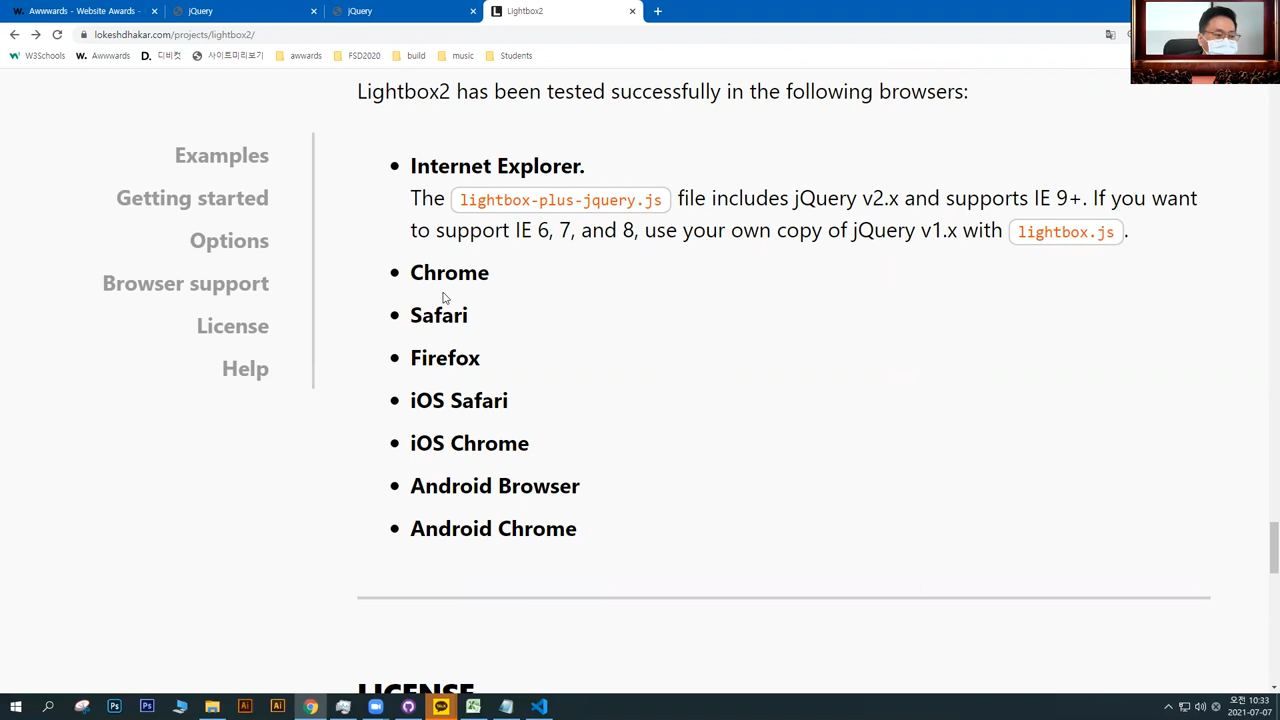 Awwwards - Website Awards -
jQuery
jQuery
Lightbox2
lokeshdhakar.com/projects/lightbox2/
W3Schools
Awwwards
디비컷
사이트미리보기
awwards
FSD2020
build
music
Students
Lightbox2 has been tested successfully in the following browsers:
Examples
Getting started
Options
Browser support
License
Help
• Internet Explorer.
The lightbox-plus-jquery.js file includes jQuery v2.x and supports IE 9+. If you want
to support IE 6, 7, and 8, use your own copy of jQuery v1.x with lightbox.js.
• Chrome
• Safari
• Firefox
• iOS Safari
• iOS Chrome
• Android Browser
• Android Chrome
LICENSE
오전 10:33
2021-07-07